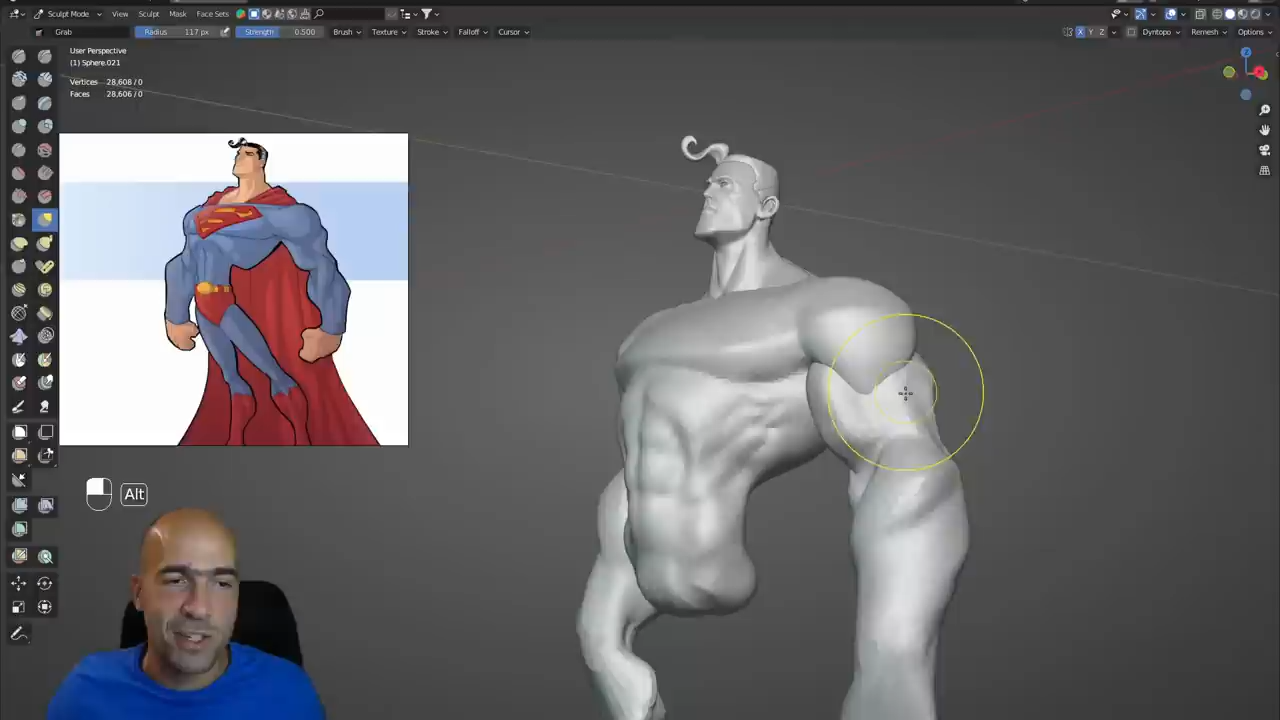 Sculpt Mode View Sculpt Mask Face Sets
Grab Radius 117 px Strength 0.500 Brush Texture Stroke Falloff Cursor X Y Z Dyntopo Remesh Options
User Perspective
(1) Sphere.021
Vertices 28,608 / 0
Faces 28,606 / 0
Z
Alt